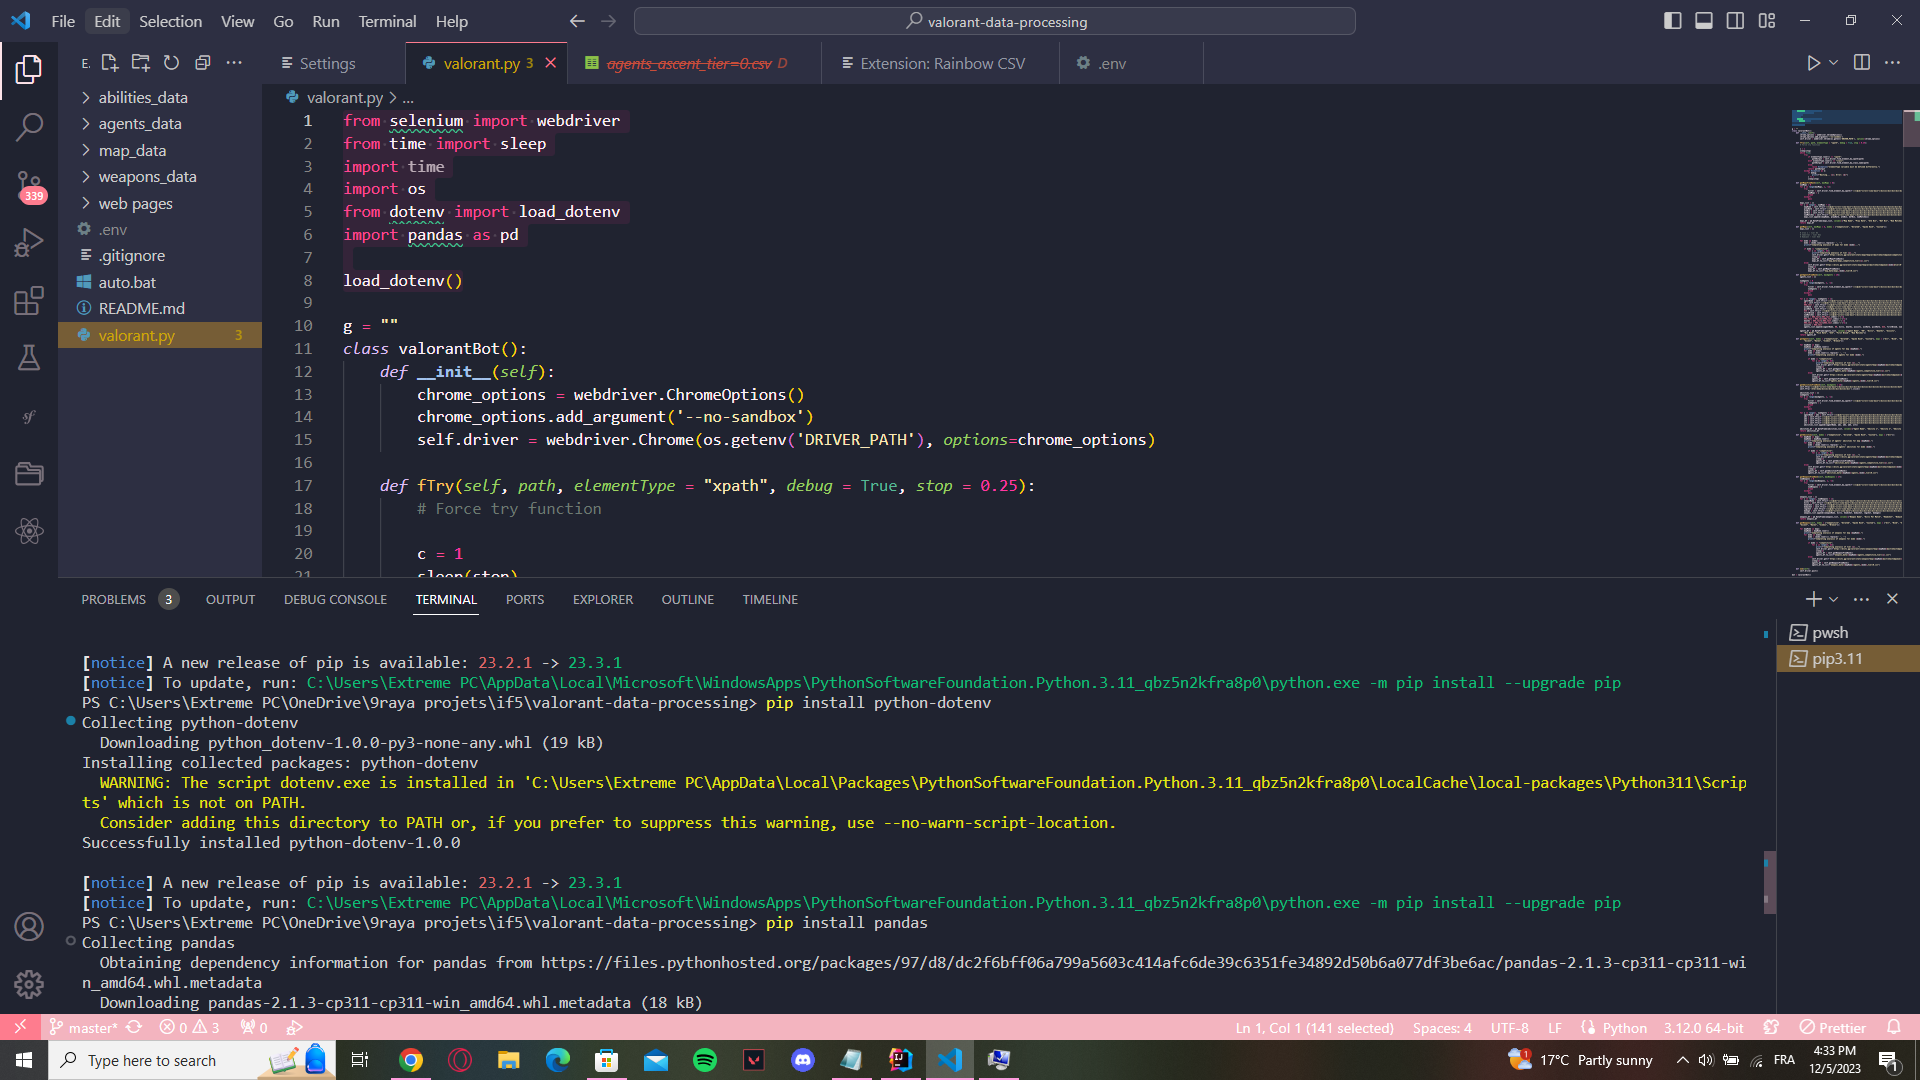 File Edit Selection View Go Run Terminal Help
valorant-data-processing
E.
Settings
valorant.py 3
agents_ascent_tier=0.csv D
Extension: Rainbow CSV
.env
abilities_data
agents_data
map_data
weapons_data
web pages
.env
.gitignore
auto.bat
README.md
valorant.py 3
339
valorant.py > ...
1 from selenium import webdriver
2 from time import sleep
3 import time
4 import os
5 from dotenv import load_dotenv
6 import pandas as pd
7
8 load_dotenv()
9
10 g = ""
11 class valorantBot():
12 def __init__(self):
13 chrome_options = webdriver.ChromeOptions()
14 chrome_options.add_argument('--no-sandbox')
15 self.driver = webdriver.Chrome(os.getenv('DRIVER_PATH'), options=chrome_options)
16
17 def fTry(self, path, elementType = "xpath", debug = True, stop = 0.25):
18 # Force try function
19
20 c = 1
21 sleep(stop)
PROBLEMS 3 OUTPUT DEBUG CONSOLE TERMINAL PORTS EXPLORER OUTLINE TIMELINE
pwsh
pip3.11
[notice] A new release of pip is available: 23.2.1 -> 23.3.1
[notice] To update, run: C:\Users\Extreme PC\AppData\Local\Microsoft\WindowsApps\PythonSoftwareFoundation.Python.3.11_qbz5n2kfra8p0\python.exe -m pip install --upgrade pip
PS C:\Users\Extreme PC\OneDrive\9raya projets\if5\valorant-data-processing> pip install python-dotenv
Collecting python-dotenv
Downloading python_dotenv-1.0.0-py3-none-any.whl (19 kB)
Installing collected packages: python-dotenv
WARNING: The script dotenv.exe is installed in 'C:\Users\Extreme PC\AppData\Local\Packages\PythonSoftwareFoundation.Python.3.11_qbz5n2kfra8p0\LocalCache\local-packages\Python311\Scrip
ts' which is not on PATH.
Consider adding this directory to PATH or, if you prefer to suppress this warning, use --no-warn-script-location.
Successfully installed python-dotenv-1.0.0
[notice] A new release of pip is available: 23.2.1 -> 23.3.1
[notice] To update, run: C:\Users\Extreme PC\AppData\Local\Microsoft\WindowsApps\PythonSoftwareFoundation.Python.3.11_qbz5n2kfra8p0\python.exe -m pip install --upgrade pip
PS C:\Users\Extreme PC\OneDrive\9raya projets\if5\valorant-data-processing> pip install pandas
Collecting pandas
Obtaining dependency information for pandas from https://files.pythonhosted.org/packages/97/d8/dc2f6bff06a799a5603c414afc6de39c6351fe34892d50b6a077df3be6ac/pandas-2.1.3-cp311-cp311-wi
n_amd64.whl.metadata
Downloading pandas-2.1.3-cp311-cp311-win_amd64.whl.metadata (18 kB)
master* 0 3 0 Ln 1, Col 1 (141 selected) Spaces: 4 UTF-8 LF Python 3.12.0 64-bit Prettier
Type here to search
17°C Partly sunny
FRA
4:33 PM
12/5/2023
1